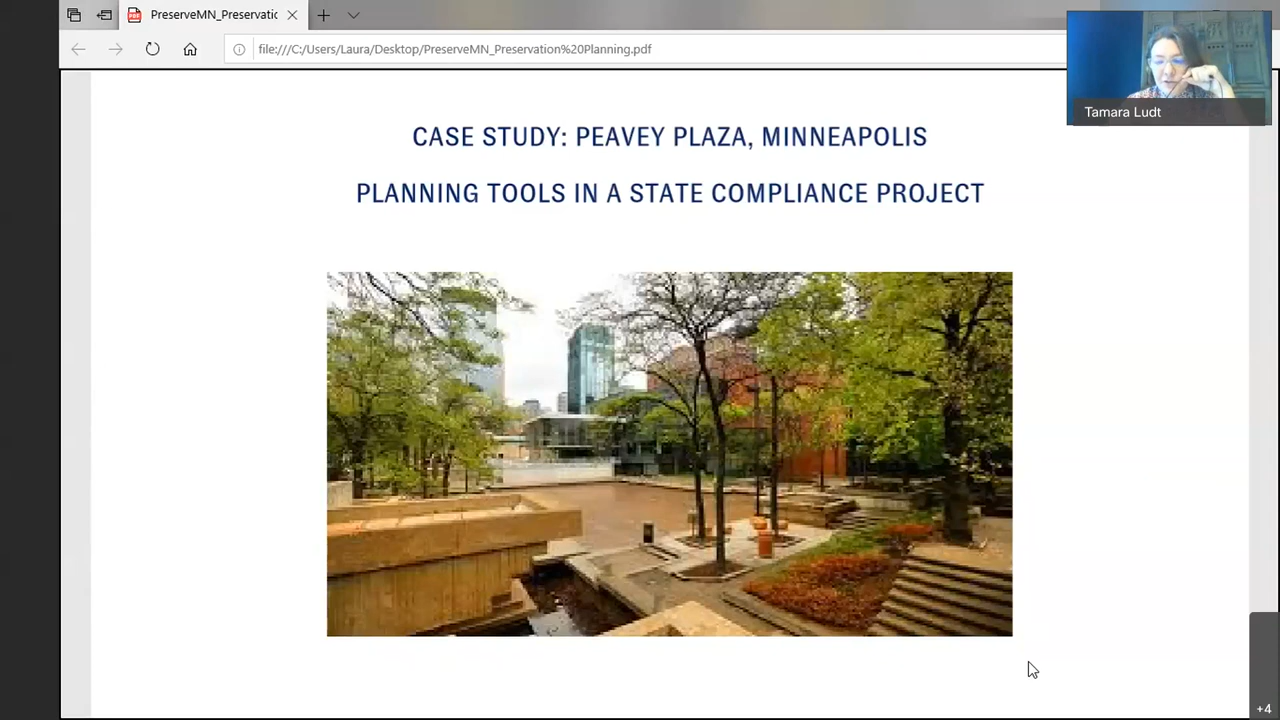 PreserveMN_Preservatic
file:///C:/Users/Laura/Desktop/PreserveMN_Preservation%20Planning.pdf
Tamara Ludt
CASE STUDY: PEAVEY PLAZA, MINNEAPOLIS
PLANNING TOOLS IN A STATE COMPLIANCE PROJECT
+4